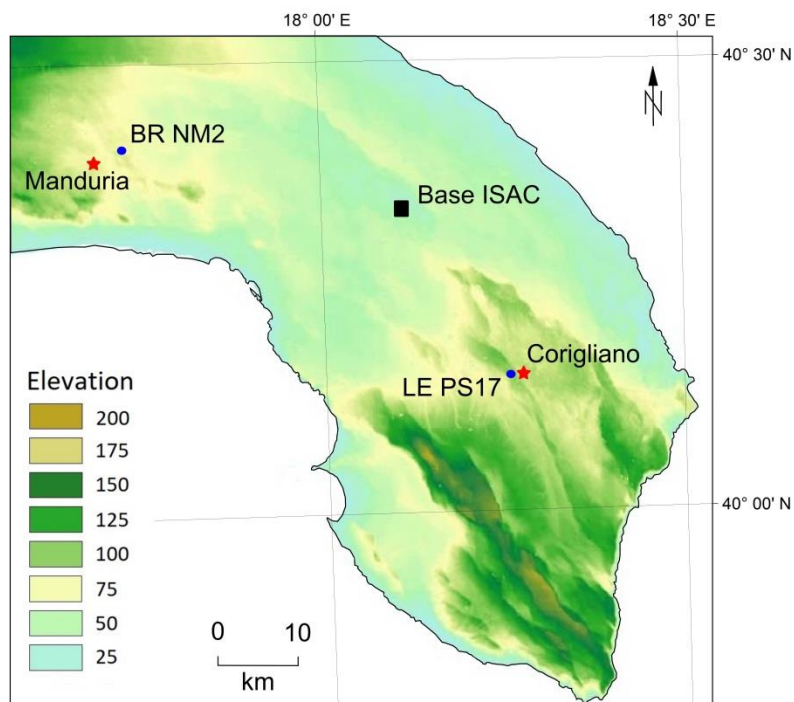 18° 00' E
18° 30' E
40° 30' N
N
BR NM2
Manduria
Base ISAC
Corigliano
LE PS17
Elevation
200
175
150
125
100
75
50
25
40° 00' N
0 10
km